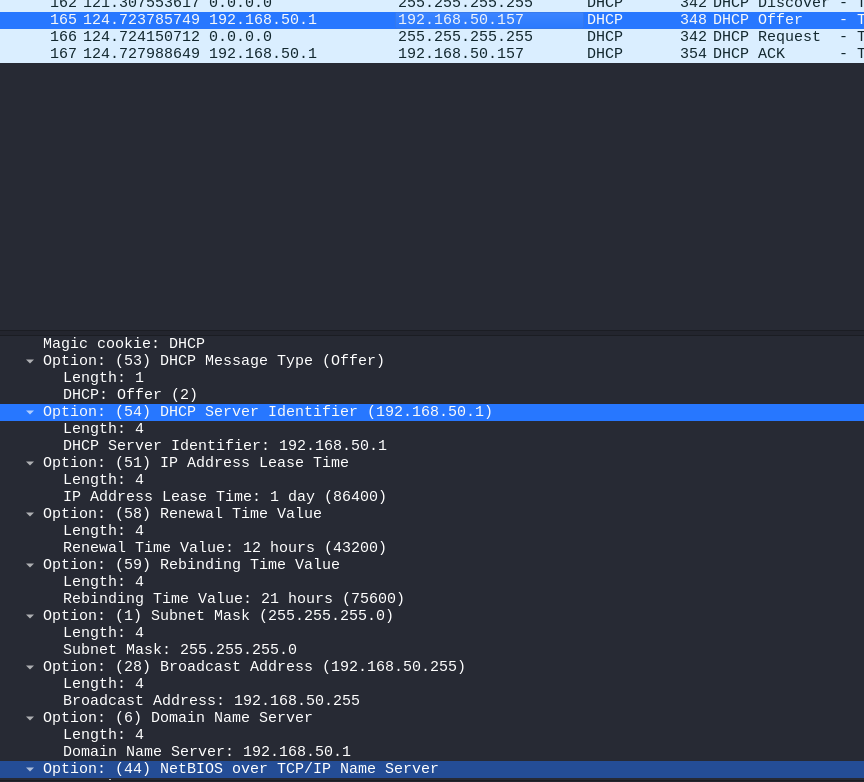 162 121.307553617 0.0.0.0 255.255.255.255 DHCP 342 DHCP Discover - T
165 124.723785749 192.168.50.1 192.168.50.157 DHCP 348 DHCP Offer - T
166 124.724150712 0.0.0.0 255.255.255.255 DHCP 342 DHCP Request - T
167 124.727988649 192.168.50.1 192.168.50.157 DHCP 354 DHCP ACK - T
Magic cookie: DHCP
Option: (53) DHCP Message Type (Offer)
Length: 1
DHCP: Offer (2)
Option: (54) DHCP Server Identifier (192.168.50.1)
Length: 4
DHCP Server Identifier: 192.168.50.1
Option: (51) IP Address Lease Time
Length: 4
IP Address Lease Time: 1 day (86400)
Option: (58) Renewal Time Value
Length: 4
Renewal Time Value: 12 hours (43200)
Option: (59) Rebinding Time Value
Length: 4
Rebinding Time Value: 21 hours (75600)
Option: (1) Subnet Mask (255.255.255.0)
Length: 4
Subnet Mask: 255.255.255.0
Option: (28) Broadcast Address (192.168.50.255)
Length: 4
Broadcast Address: 192.168.50.255
Option: (6) Domain Name Server
Length: 4
Domain Name Server: 192.168.50.1
Option: (44) NetBIOS over TCP/IP Name Server